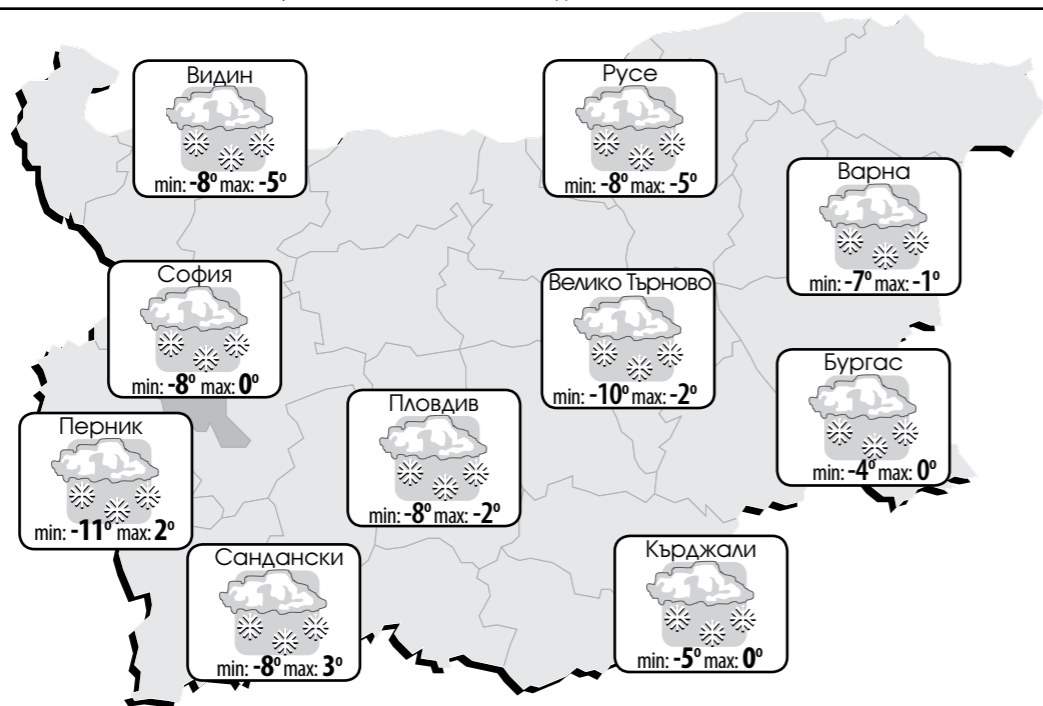 Видин
min: -8° max: -5°
Русе
min: -8° max: -5°
Варна
min: -7° max: -1°
София
min: -8° max: 0°
Велико Търново
min: -10° max: -2°
Бургас
min: -4° max: 0°
Пловдив
min: -8° max: -2°
Перник
min: -11° max: 2°
Сандански
min: -8° max: 3°
Кърджали
min: -5° max: 0°